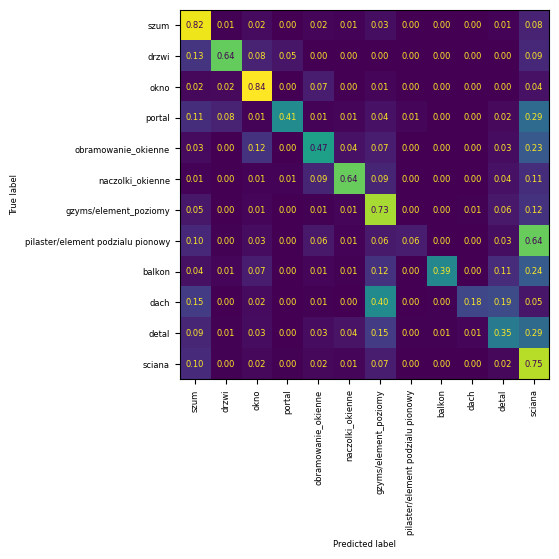 szum 0.82 0.01 0.02 0.00 0.02 0.01 0.03 0.00 0.00 0.00 0.01 0.08
drzwi 0.13 0.64 0.08 0.05 0.00 0.00 0.00 0.00 0.00 0.00 0.00 0.09
okno 0.02 0.02 0.84 0.00 0.07 0.00 0.01 0.00 0.00 0.00 0.00 0.04
portal 0.11 0.08 0.01 0.41 0.01 0.01 0.04 0.01 0.00 0.00 0.02 0.29
obramowanie_okienne 0.03 0.00 0.12 0.00 0.47 0.04 0.07 0.00 0.00 0.00 0.02 0.23
naczolki_okienne 0.01 0.00 0.01 0.01 0.09 0.64 0.09 0.00 0.00 0.00 0.04 0.11
gzyms/element_poziomy 0.05 0.00 0.01 0.00 0.01 0.01 0.73 0.00 0.00 0.01 0.06 0.12
pilaster/element podzialu pionowy 0.10 0.00 0.03 0.00 0.06 0.01 0.06 0.06 0.00 0.00 0.03 0.64
balkon 0.04 0.01 0.07 0.00 0.01 0.01 0.12 0.00 0.39 0.00 0.11 0.24
dach 0.15 0.00 0.02 0.00 0.01 0.00 0.40 0.00 0.00 0.18 0.19 0.05
detal 0.09 0.01 0.03 0.00 0.03 0.04 0.15 0.00 0.01 0.01 0.35 0.29
sciana 0.10 0.00 0.02 0.00 0.02 0.01 0.07 0.00 0.00 0.00 0.02 0.75
True label
szum
drzwi
okno
portal
obramowanie_okienne
naczolki_okienne
gzyms/element_poziomy
pilaster/element podzialu pionowy
balkon
dach
detal
sciana
Predicted label